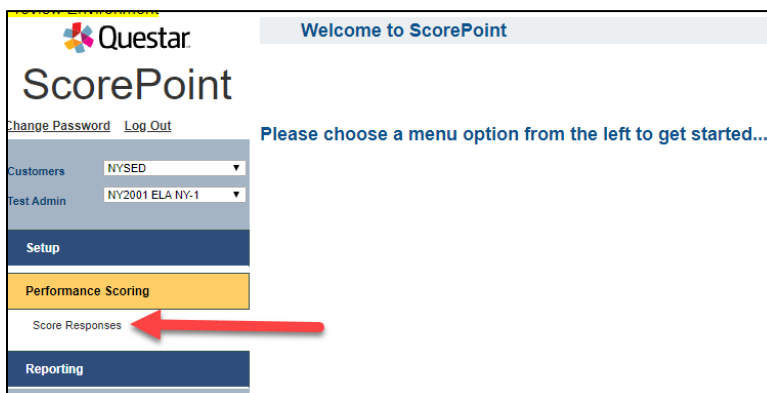 Questar
Welcome to ScorePoint
ScorePoint
Change Password Log Out
Please choose a menu option from the left to get started...
Customers NYSED
Test Admin NY2001 ELA NY-1
Setup
Performance Scoring
Score Responses
Reporting